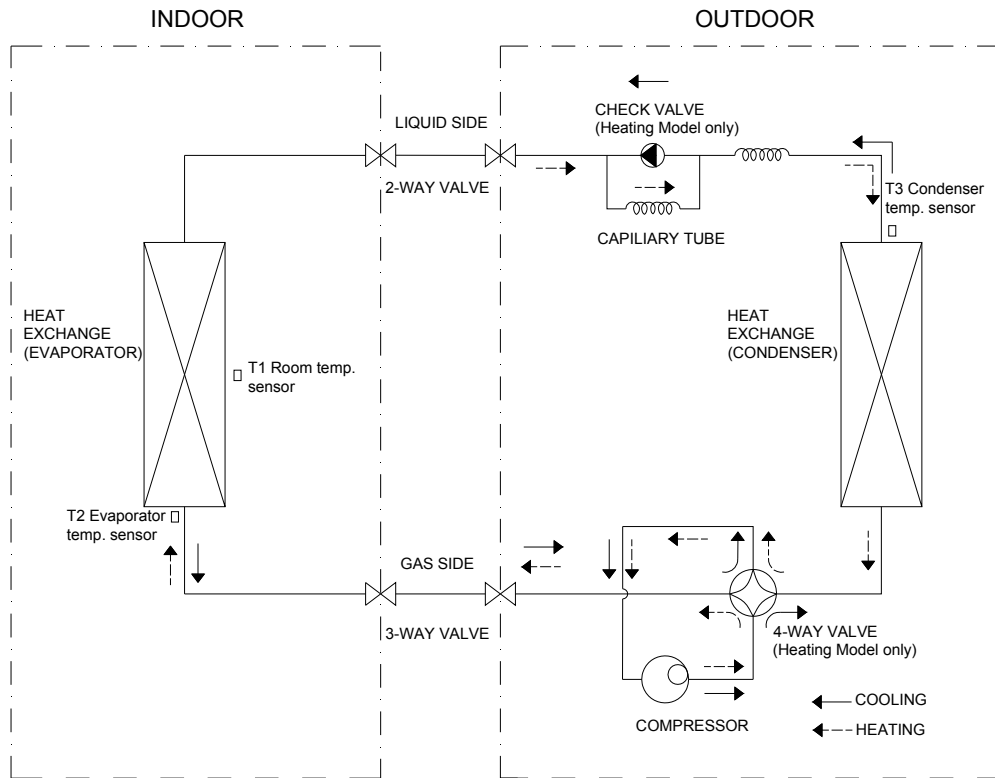 INDOOR
OUTDOOR
LIQUID SIDE
2-WAY VALVE
CHECK VALVE
(Heating Model only)
CAPILIARY TUBE
T3 Condenser
temp. sensor
HEAT
EXCHANGE
(EVAPORATOR)
T1 Room temp.
sensor
HEAT
EXCHANGE
(CONDENSER)
T2 Evaporator
temp. sensor
GAS SIDE
3-WAY VALVE
4-WAY VALVE
(Heating Model only)
COMPRESSOR
COOLING
HEATING